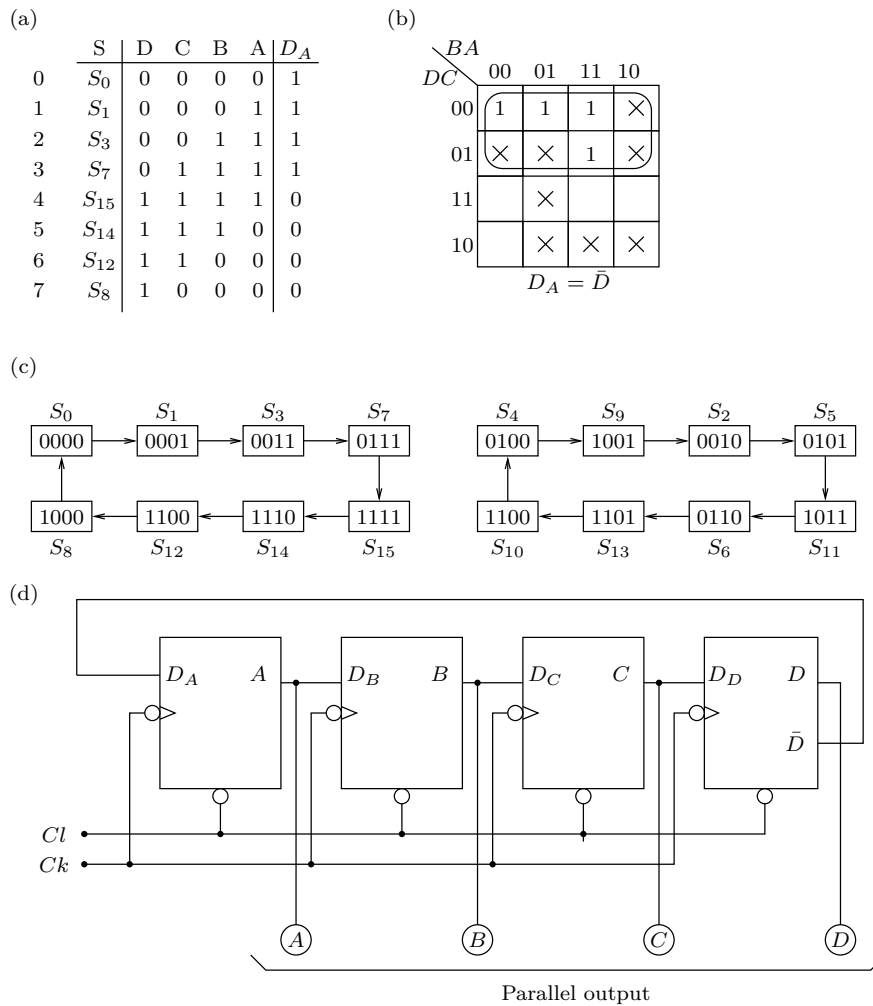 (a)
S D C B A D_A
0 S_0 0 0 0 0 1
1 S_1 0 0 0 1 1
2 S_3 0 0 1 1 1
3 S_7 0 1 1 1 1
4 S_15 1 1 1 1 0
5 S_14 1 1 1 0 0
6 S_12 1 1 0 0 0
7 S_8 1 0 0 0 0
(b)
BA
DC 00 01 11 10
00 1 1 1 ×
01 × × 1 ×
11 ×
10 × × ×
D_A = D̄
(c)
S_0 S_1 S_3 S_7 S_4 S_9 S_2 S_5
0000 0001 0011 0111 0100 1001 0010 0101
1000 1100 1110 1111 1100 1101 0110 1011
S_8 S_12 S_14 S_15 S_10 S_13 S_6 S_11
(d)
D_A A D_B B D_C C D_D D
D̄
Cl
Ck
A B C D
Parallel output